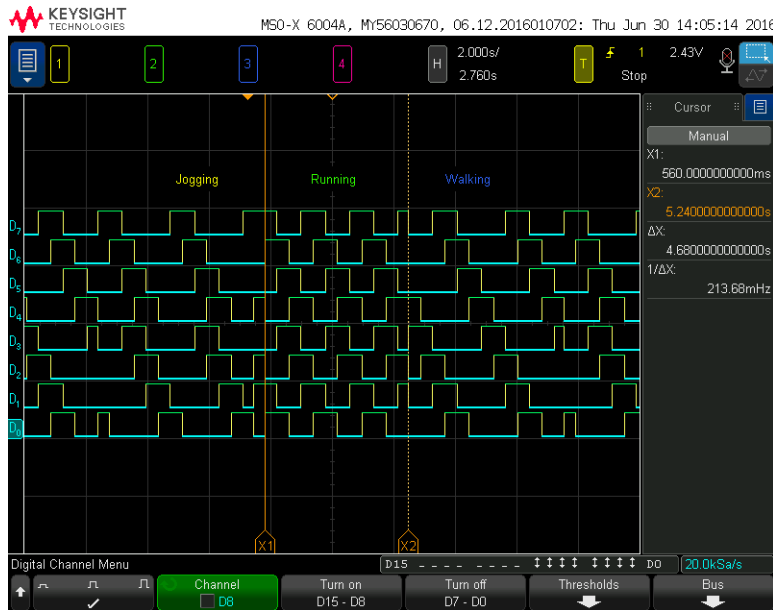 KEYSIGHT
TECHNOLOGIES
MSO-X 6004A, MY56030670, 06.12.2016010702: Thu Jun 30 14:05:14 2016
1 2 3 4 H 2.000s/ 2.760s T 1 Stop 2.43V
Cursor
Manual
X1:
560.0000000000ms
X2:
5.2400000000000s
ΔX:
4.6800000000000s
1/ΔX:
213.68mHz
Jogging Running Walking
D7
D6
D5
D4
D3
D2
D1
D0
X1 X2
Digital Channel Menu D15 D0 20.0kSa/s
Channel D8
Turn on D15 - D8
Turn off D7 - D0
Thresholds
Bus